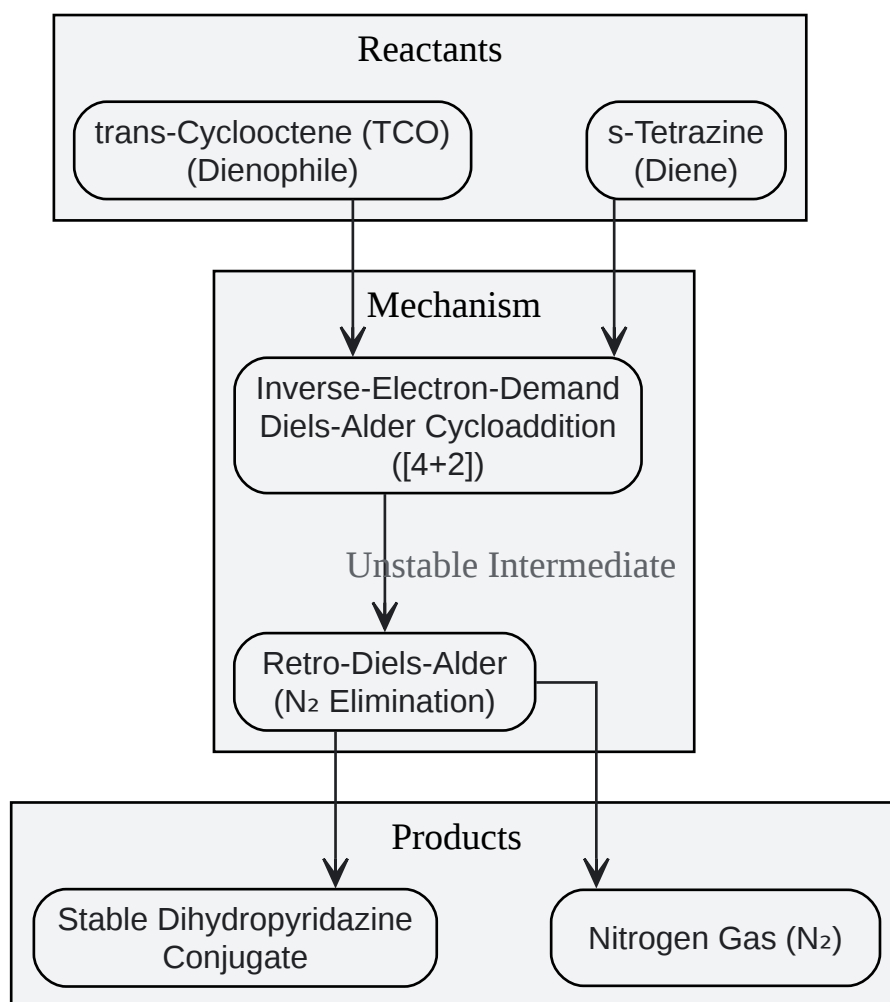 Reactants
trans-Cyclooctene (TCO)
(Dienophile)
s-Tetrazine
(Diene)
Mechanism
Inverse-Electron-Demand
Diels-Alder Cycloaddition
([4+2])
Unstable Intermediate
Retro-Diels-Alder
(N₂ Elimination)
Products
Stable Dihydropyridazine
Conjugate
Nitrogen Gas (N₂)